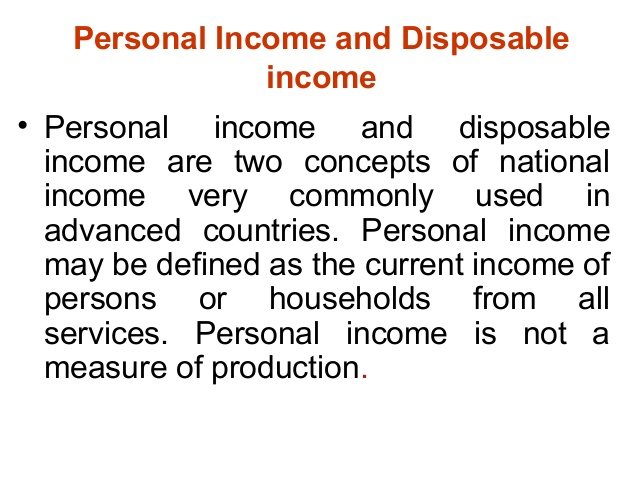 Personal Income and Disposable
income
• Personal income and disposable
income are two concepts of national
income very commonly used in
advanced countries. Personal income
may be defined as the current income of
persons or households from all
services. Personal income is not a
measure of production.